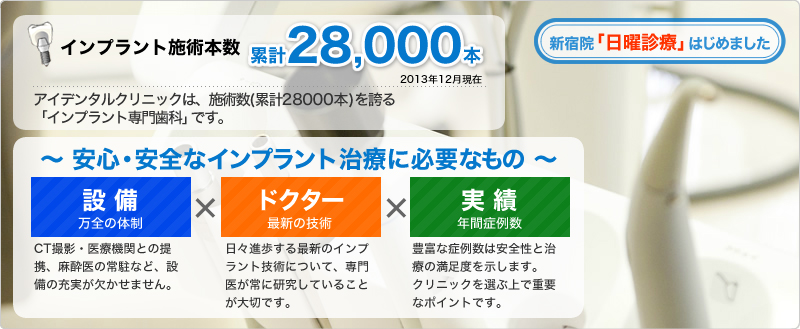 インプラント施術本数 累計28,000本
2013年12月現在
アイデンタルクリニックは、施術数(累計28000本)を誇る
「インプラント専門歯科」です。
新宿院「日曜診療」はじめました
～ 安心・安全なインプラント治療に必要なもの ～
設備
万全の体制
CT撮影・医療機関との提
携、麻酔医の常駐など、設
備の充実が欠かせません。
×
ドクター
最新の技術
日々進歩する最新のインプ
ラント技術について、専門
医が常に研究していること
が大切です。
×
実績
年間症例数
豊富な症例数は安全性と治
療の満足度を示します。
クリニックを選ぶ上で重要
なポイントです。